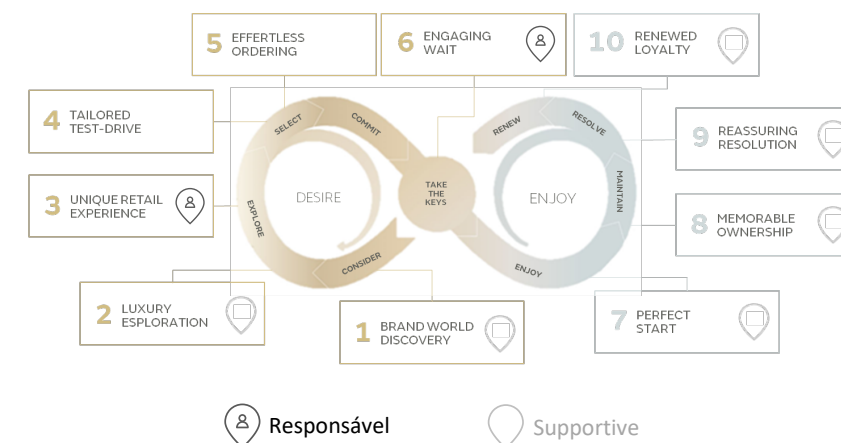 5 EFFORTLESS
ORDERING
6 ENGAGING
WAIT
10 RENEWED
LOYALTY
4 TAILORED
TEST-DRIVE
SELECT
COMMIT
RENEW
RESOLVE
9 REASSURING
RESOLUTION
3 UNIQUE RETAIL
EXPERIENCE
EXPLORE
DESIRE
TAKE
THE
KEYS
ENJOY
MAINTAIN
8 MEMORABLE
OWNERSHIP
CONSIDER
ENJOY
2 LUXURY
ESPLORATION
1 BRAND WORLD
DISCOVERY
7 PERFECT
START
Responsável
Supportive